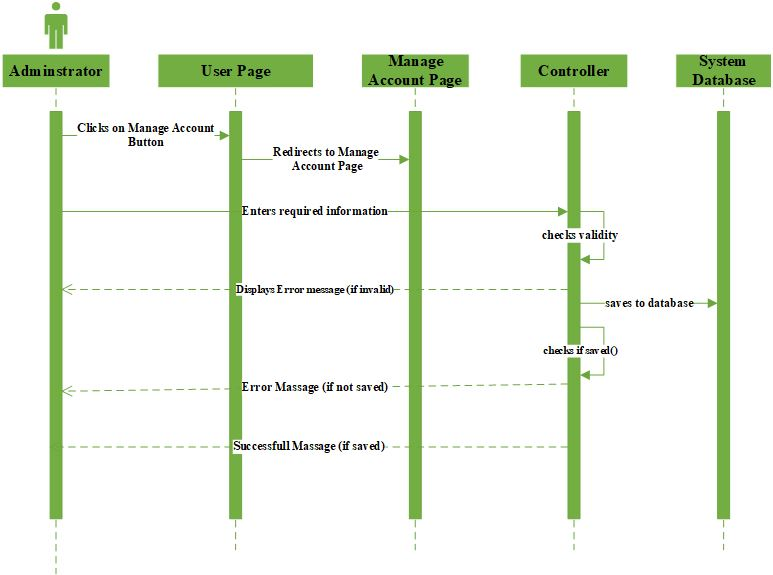 Adminstrator
User Page
Manage
Account Page
Controller
System
Database
Clicks on Manage Account
Button
Redirects to Manage
Account Page
Enters required information
checks validity
Displays Error message (if invalid)
saves to database
checks if saved()
Error Massage (if not saved)
Successfull Massage (if saved)